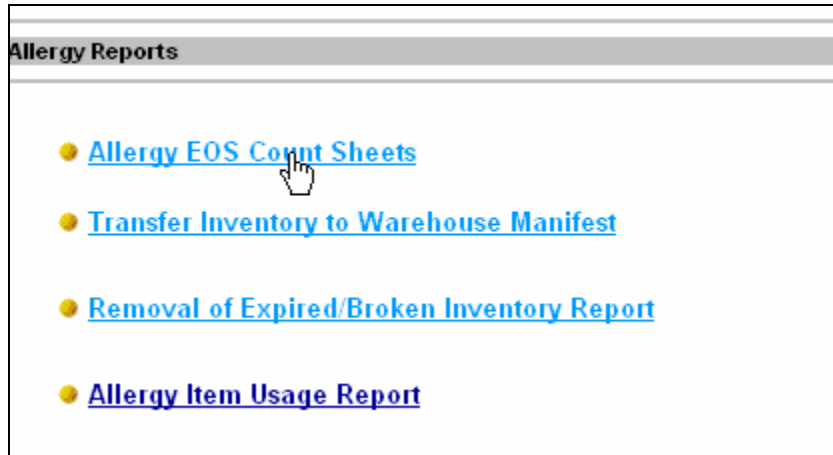 Allergy Reports
Allergy EOS Count Sheets
Transfer Inventory to Warehouse Manifest
Removal of Expired/Broken Inventory Report
Allergy Item Usage Report